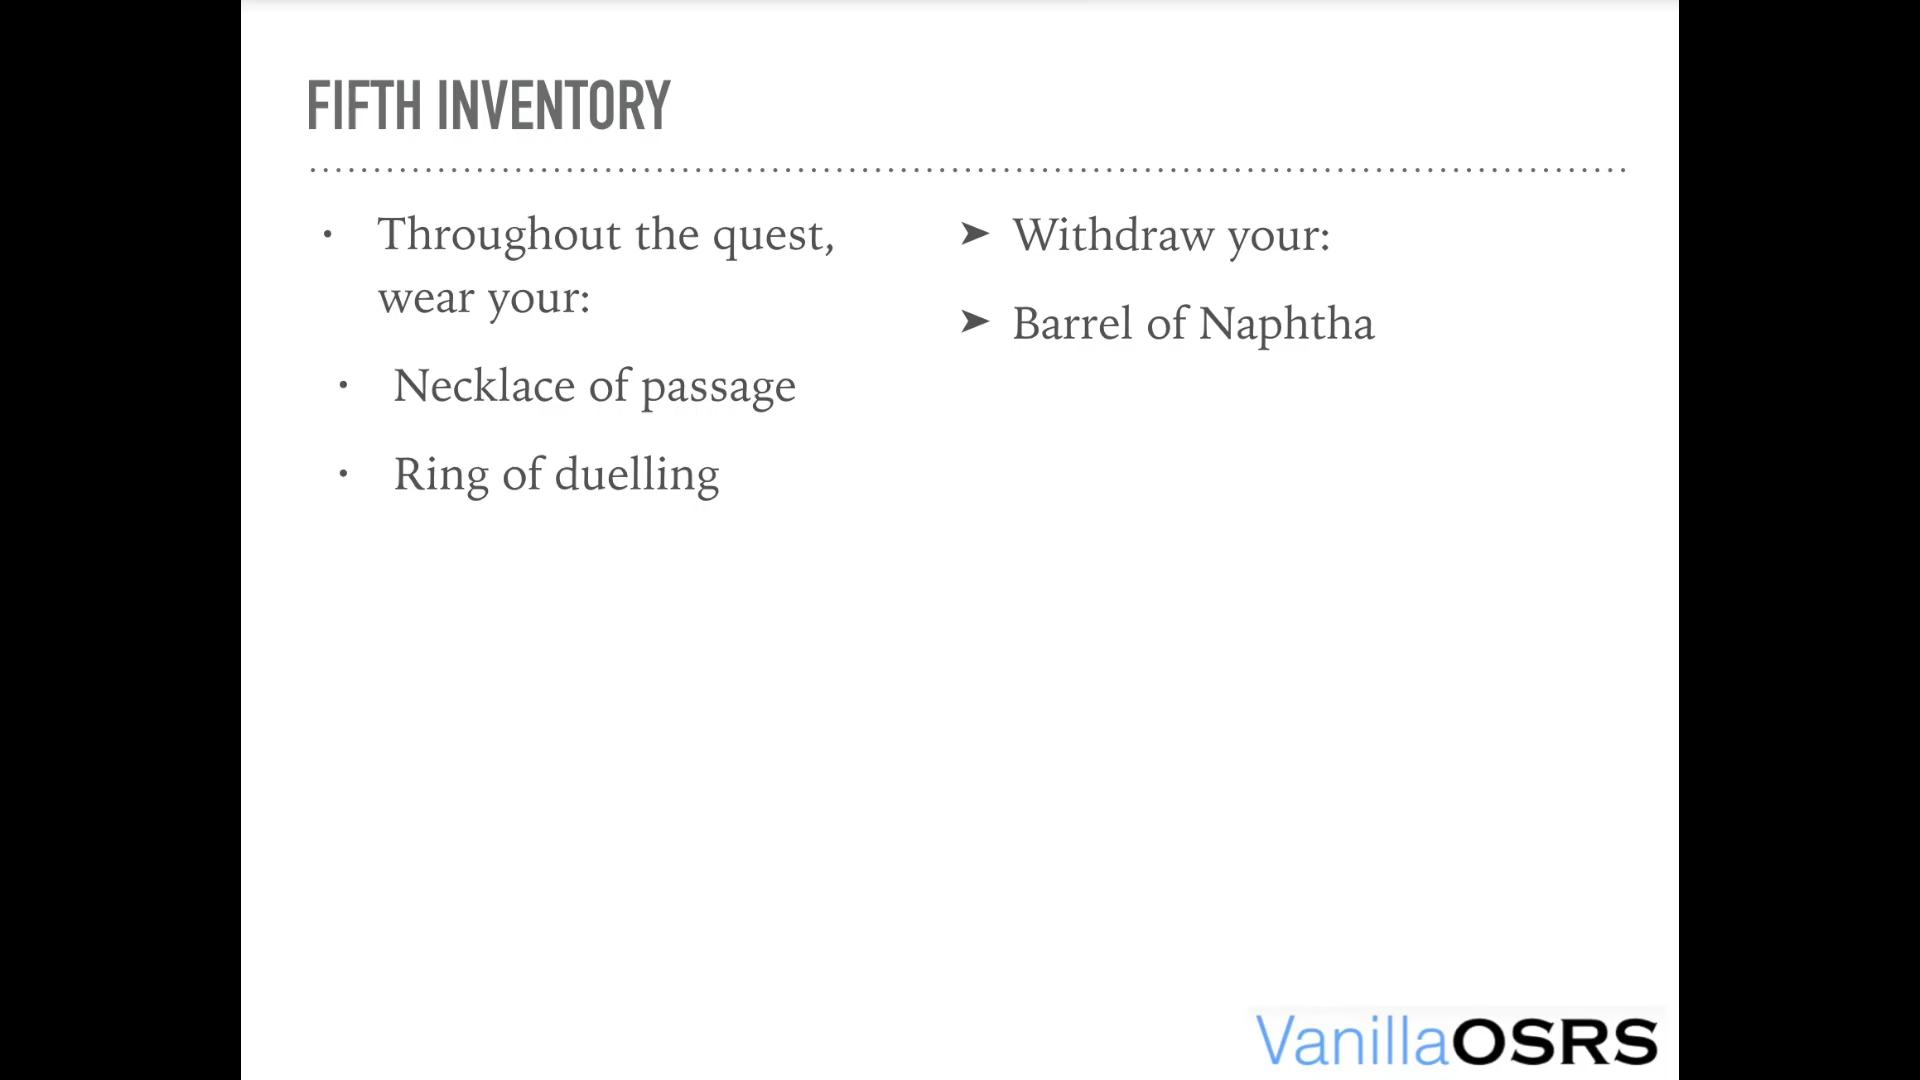 FIFTH INVENTORY
Throughout the quest,
wear your:
Necklace of passage
Ring of duelling
Withdraw your:
Barrel of Naphtha
VanillaOSRS